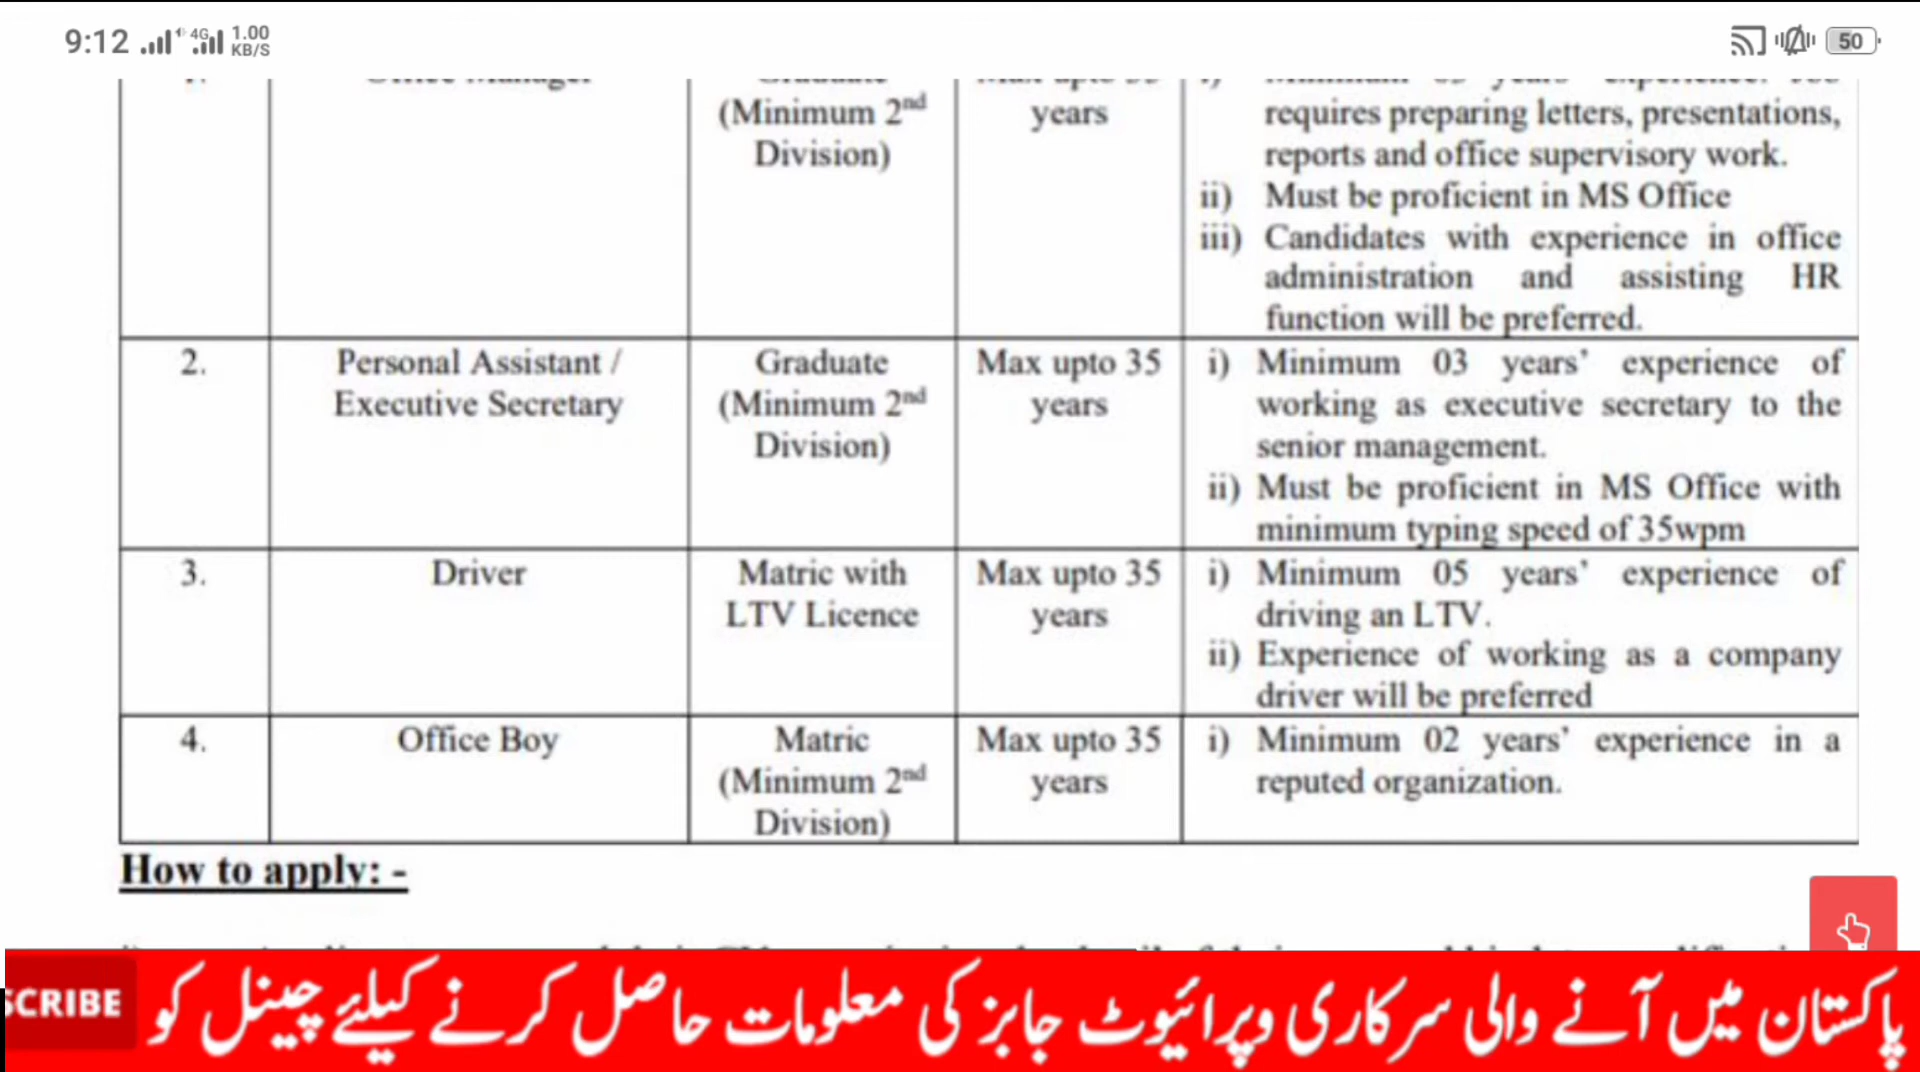 9:12 4G 1.00 KB/S 50
Office Manager
Graduate
(Minimum 2nd
Division)
years
requires preparing letters, presentations,
reports and office supervisory work.
ii) Must be proficient in MS Office
iii) Candidates with experience in office
administration and assisting HR
function will be preferred.
2.
Personal Assistant /
Executive Secretary
Graduate
(Minimum 2nd
Division)
Max upto 35
years
i) Minimum 03 years' experience of
working as executive secretary to the
senior management.
ii) Must be proficient in MS Office with
minimum typing speed of 35wpm
3.
Driver
Matric with
LTV Licence
Max upto 35
years
i) Minimum 05 years' experience of
driving an LTV.
ii) Experience of working as a company
driver will be preferred
4.
Office Boy
Matric
(Minimum 2nd
Division)
Max upto 35
years
i) Minimum 02 years' experience in a
reputed organization.
How to apply: -
پاکستان میں آنے والی سرکاری وپرائیوٹ جابز کی معلومات حاصل کرنے کیلئے چینل کو
SCRIBE